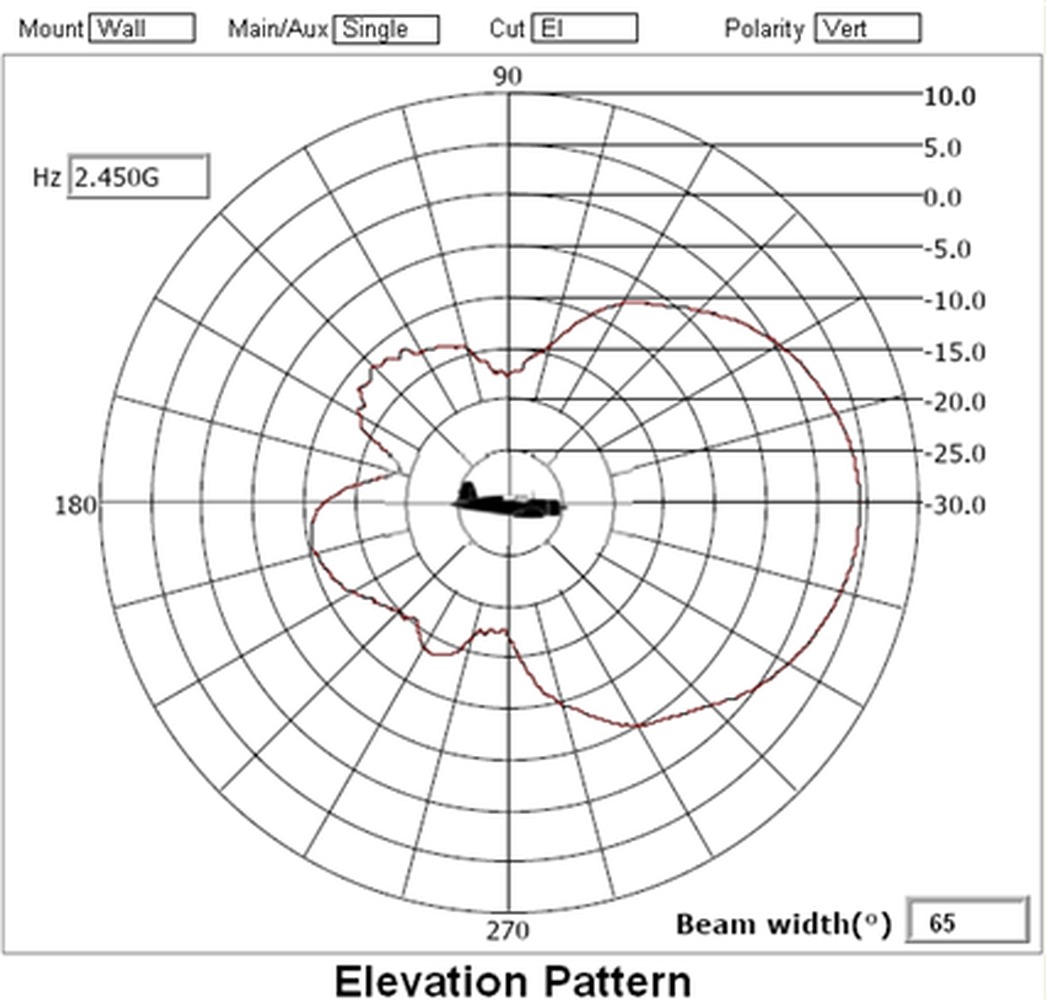 Mount Wall Main/Aux Single Cut El Polarity Vert
90
10.0
5.0
Hz 2.450G
0.0
-5.0
-10.0
-15.0
-20.0
-25.0
180 -30.0
270
Beam width(°) 65
Elevation Pattern